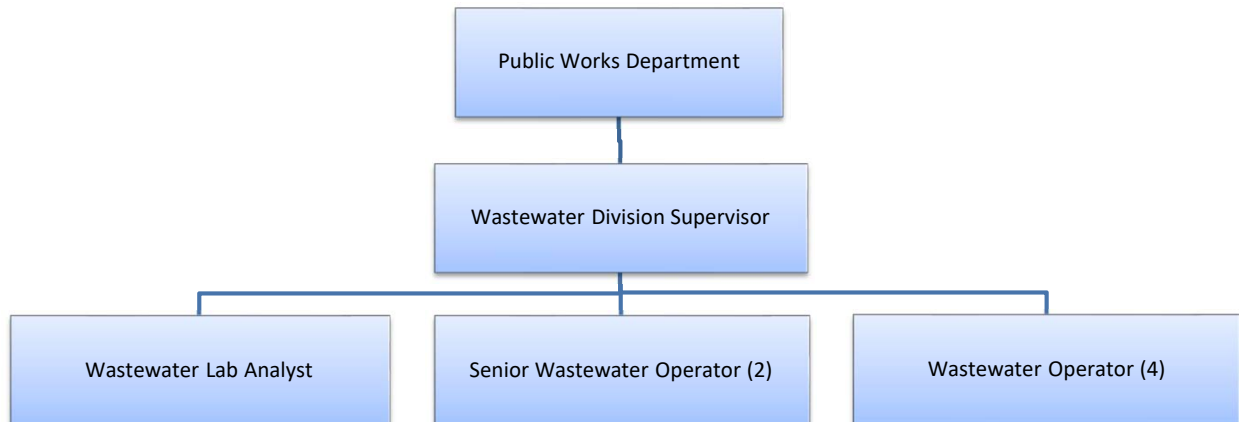 Public Works Department
Wastewater Division Supervisor
Wastewater Lab Analyst
Senior Wastewater Operator (2)
Wastewater Operator (4)